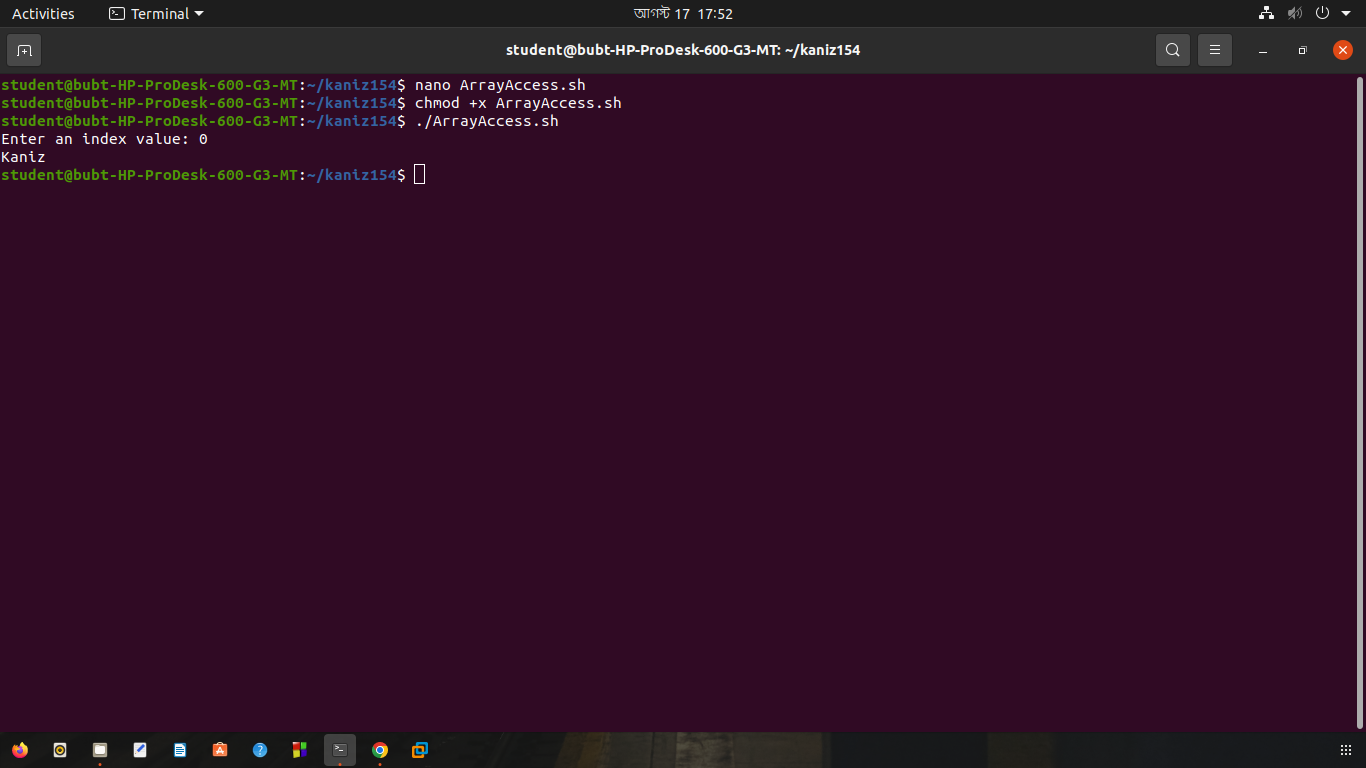 Activities
Terminal
আগস্ট 17 17:52
student@bubt-HP-ProDesk-600-G3-MT: ~/kaniz154
student@bubt-HP-ProDesk-600-G3-MT:~/kaniz154$ nano ArrayAccess.sh
student@bubt-HP-ProDesk-600-G3-MT:~/kaniz154$ chmod +x ArrayAccess.sh
student@bubt-HP-ProDesk-600-G3-MT:~/kaniz154$ ./ArrayAccess.sh
Enter an index value: 0
Kaniz
student@bubt-HP-ProDesk-600-G3-MT:~/kaniz154$